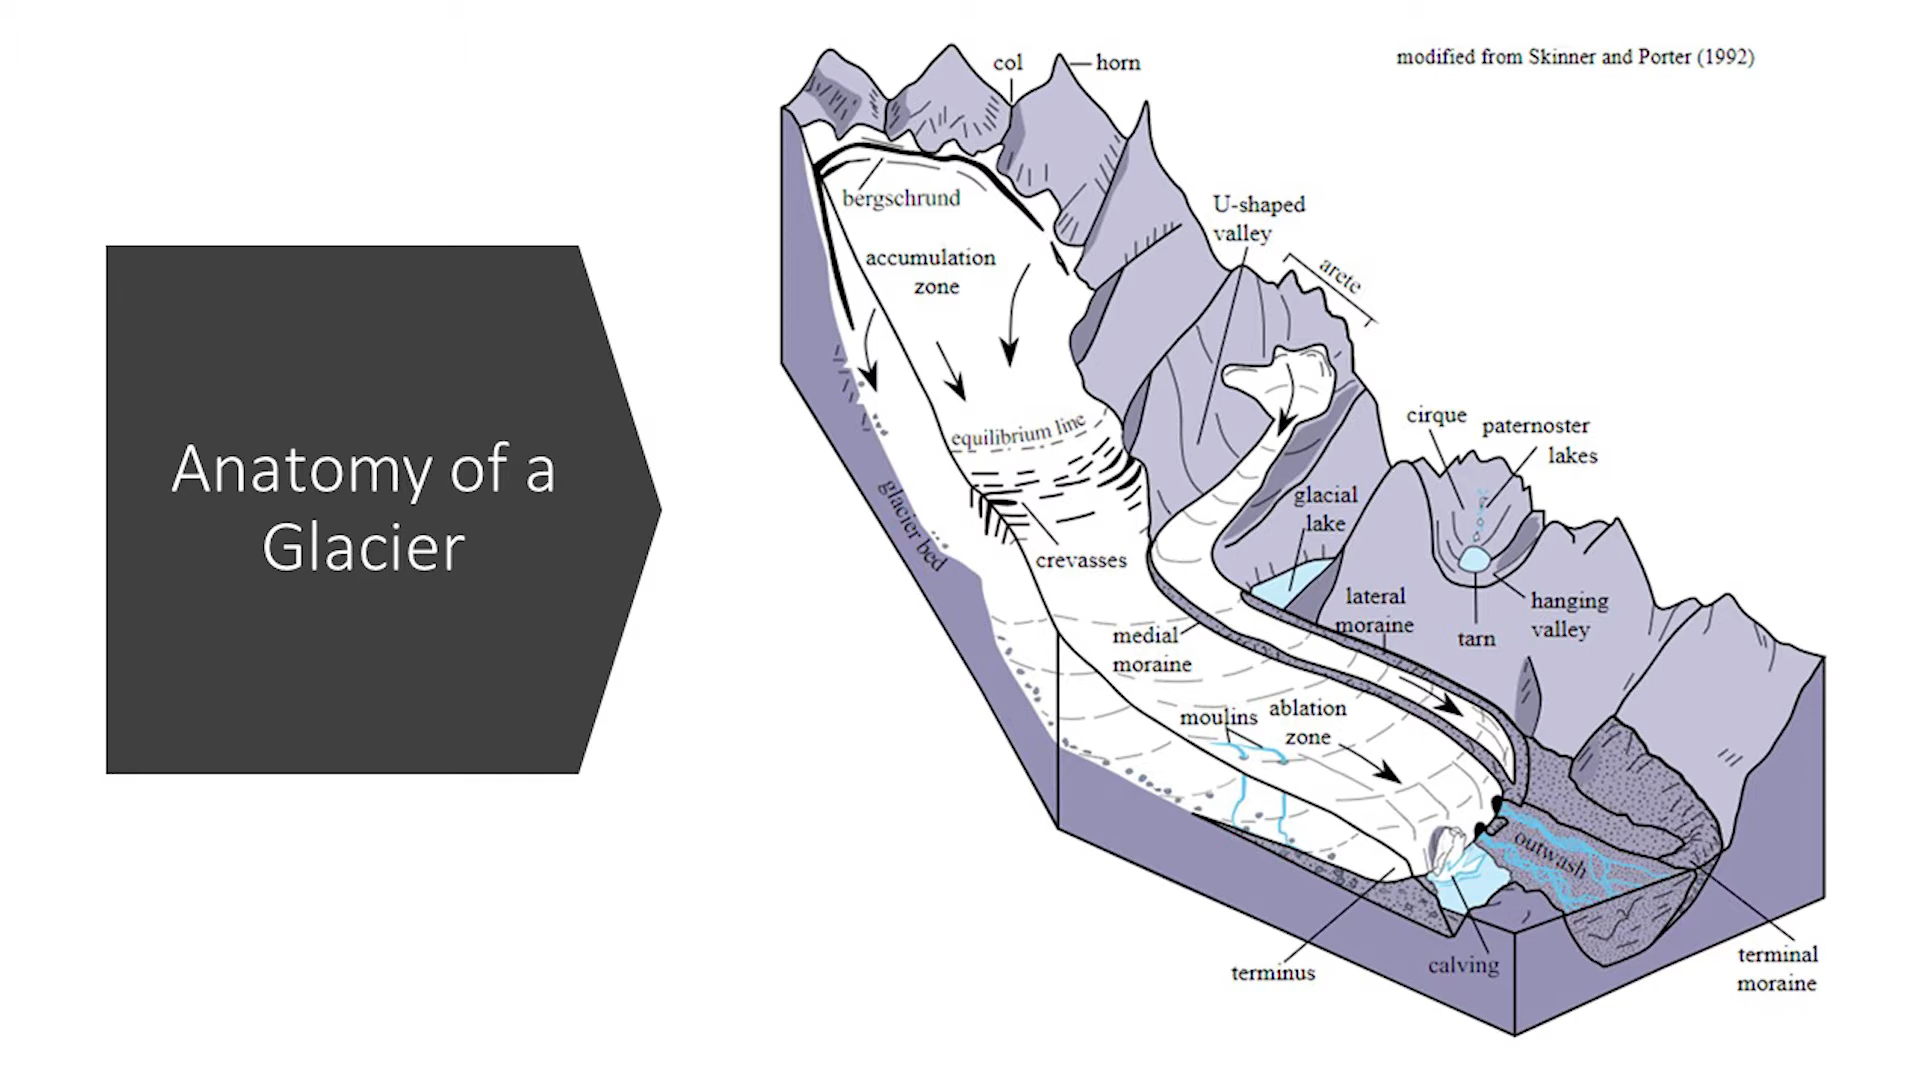 Anatomy of a
Glacier
modified from Skinner and Porter (1992)
col
horn
bergschrund
U-shaped
valley
arete
accumulation
zone
equilibrium line
cirque
paternoster
lakes
glacial
lake
glacier bed
crevasses
lateral
moraine
hanging
valley
tarn
medial
moraine
moulins
ablation
zone
outwash
terminus
calving
terminal
moraine